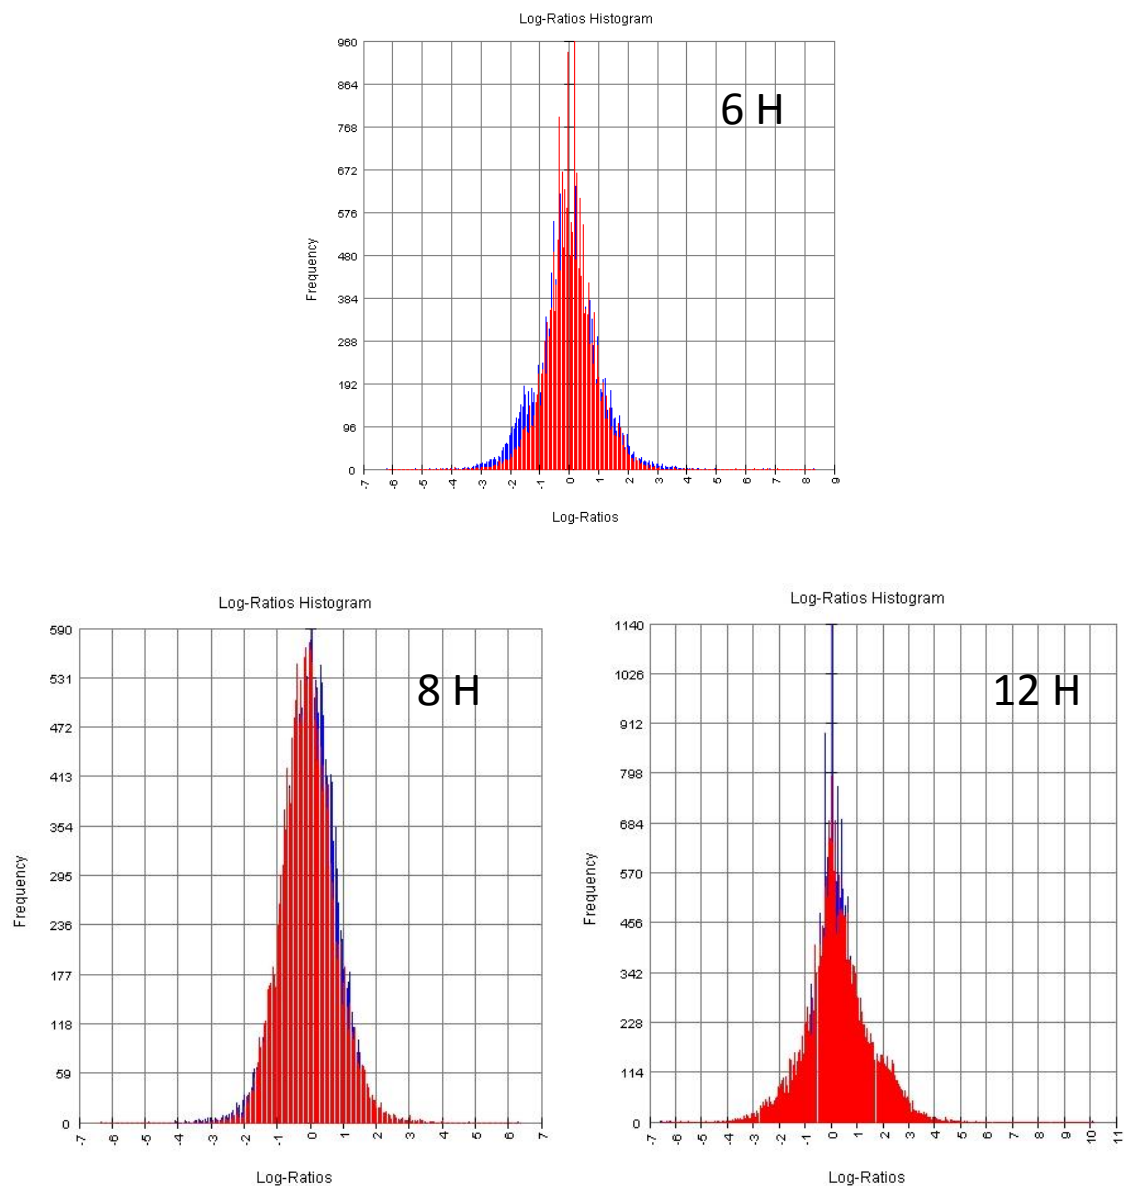 Log-Ratios Histogram
960
864
768
672
576
480
384
288
192
96
0
Frequency
6 H
-7 -6 -5 -4 -3 -2 -1 0 1 2 3 4 5 6 7 8 9
Log-Ratios
Log-Ratios Histogram
590
531
472
413
354
295
236
177
118
59
0
Frequency
8 H
-7 -6 -5 -4 -3 -2 -1 0 1 2 3 4 5 6 7
Log-Ratios
Log-Ratios Histogram
1140
1026
912
798
684
570
456
342
228
114
0
Frequency
12 H
-7 -6 -5 -4 -3 -2 -1 0 1 2 3 4 5 6 7 8 9 10 11
Log-Ratios